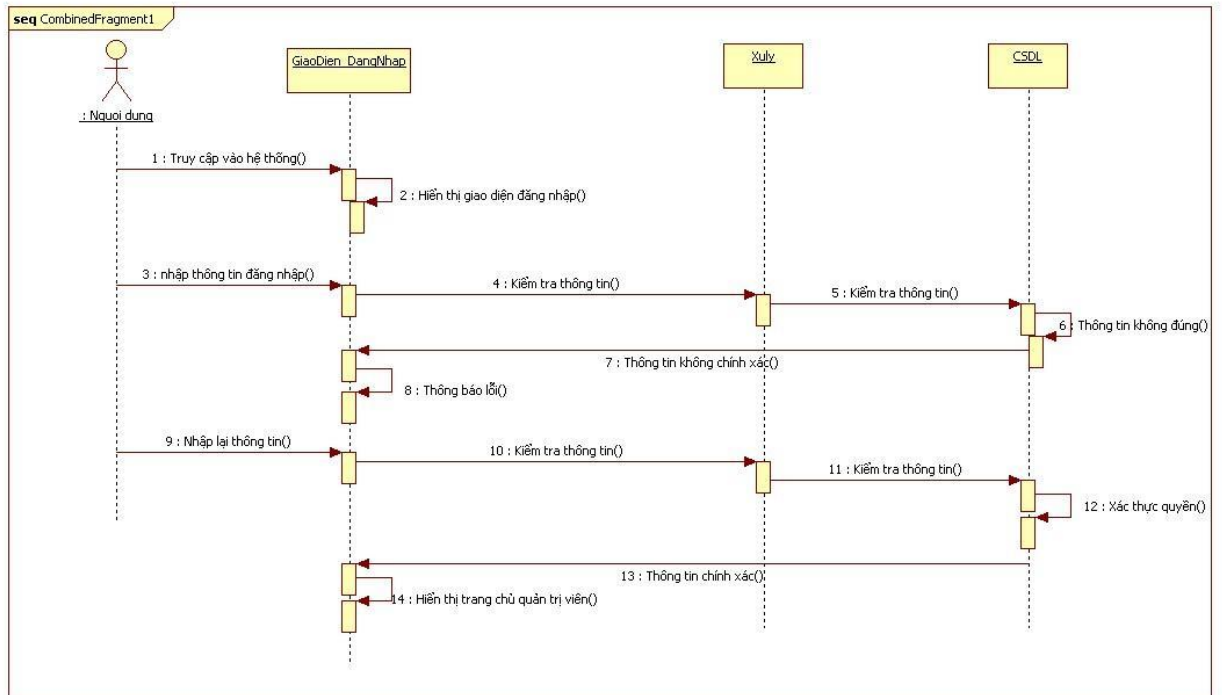 seq CombinedFragment1
GiaoDien_DangNhap
Xuly
CSDL
: Nguoi dung
1 : Truy cập vào hệ thống()
2 : Hiển thị giao diện đăng nhập()
3 : nhập thông tin đăng nhập()
4 : Kiểm tra thông tin()
5 : Kiểm tra thông tin()
6 : Thông tin không đúng()
7 : Thông tin không chính xác()
8 : Thông báo lỗi()
9 : Nhập lại thông tin()
10 : Kiểm tra thông tin()
11 : Kiểm tra thông tin()
12 : Xác thực quyền()
13 : Thông tin chính xác()
14 : Hiển thị trang chủ quản trị viên()